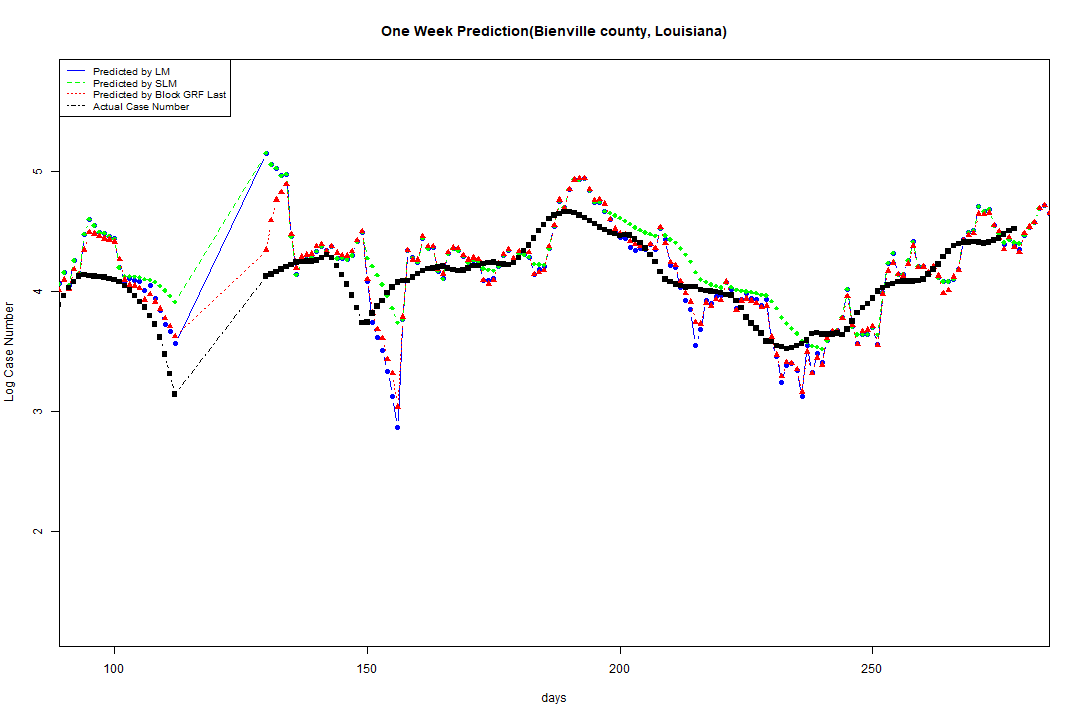 One Week Prediction(Bienville county, Louisiana)
Predicted by LM
Predicted by SLM
Predicted by Block GRF Last
Actual Case Number
Log Case Number
5
4
3
2
100 150 200 250
days